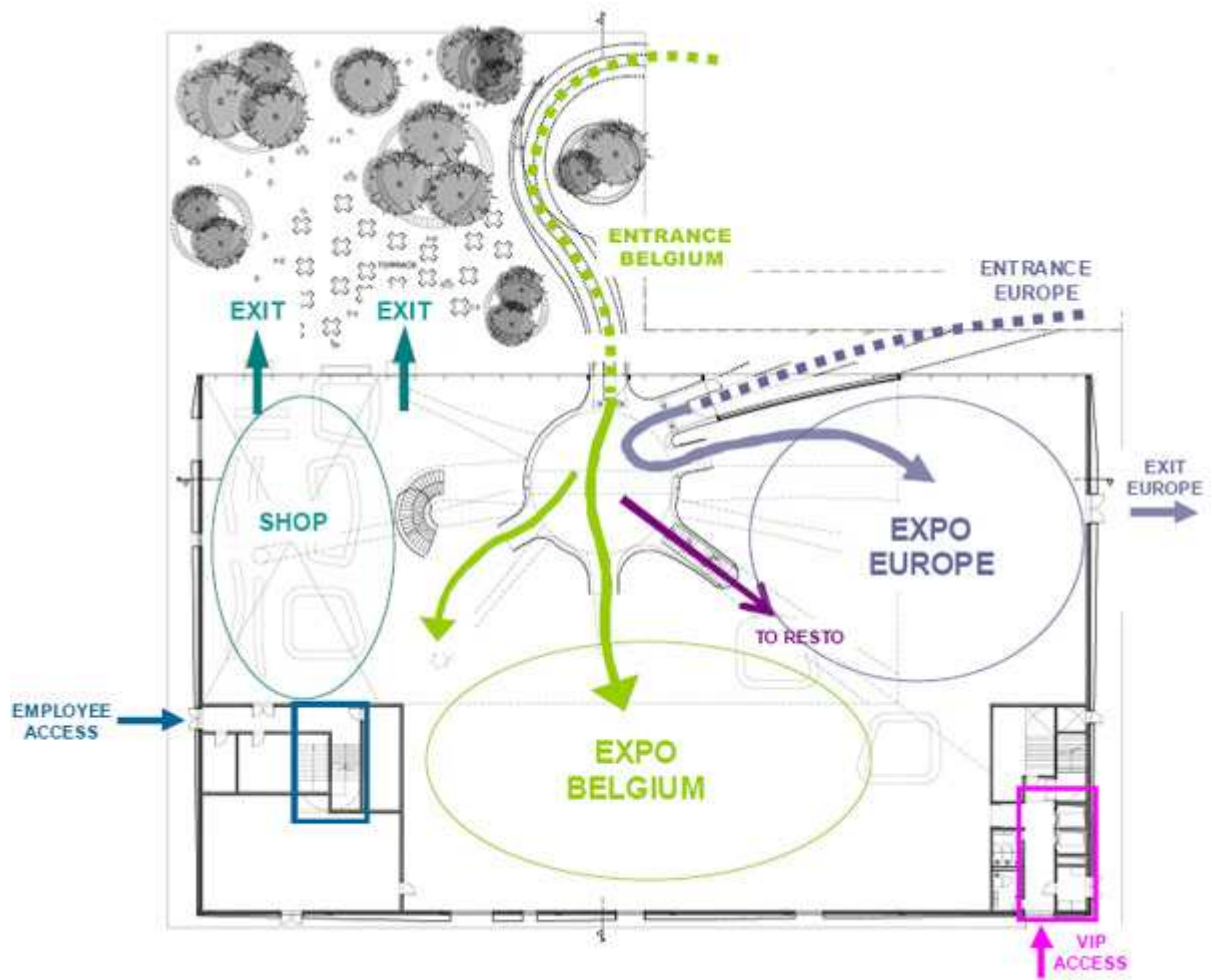 ENTRANCE
BELGIUM
ENTRANCE
EUROPE
TERRACE
EXIT
EXIT
EXIT
EUROPE
SHOP
EXPO
EUROPE
TO RESTO
EMPLOYEE
ACCESS
EXPO
BELGIUM
VIP
ACCESS